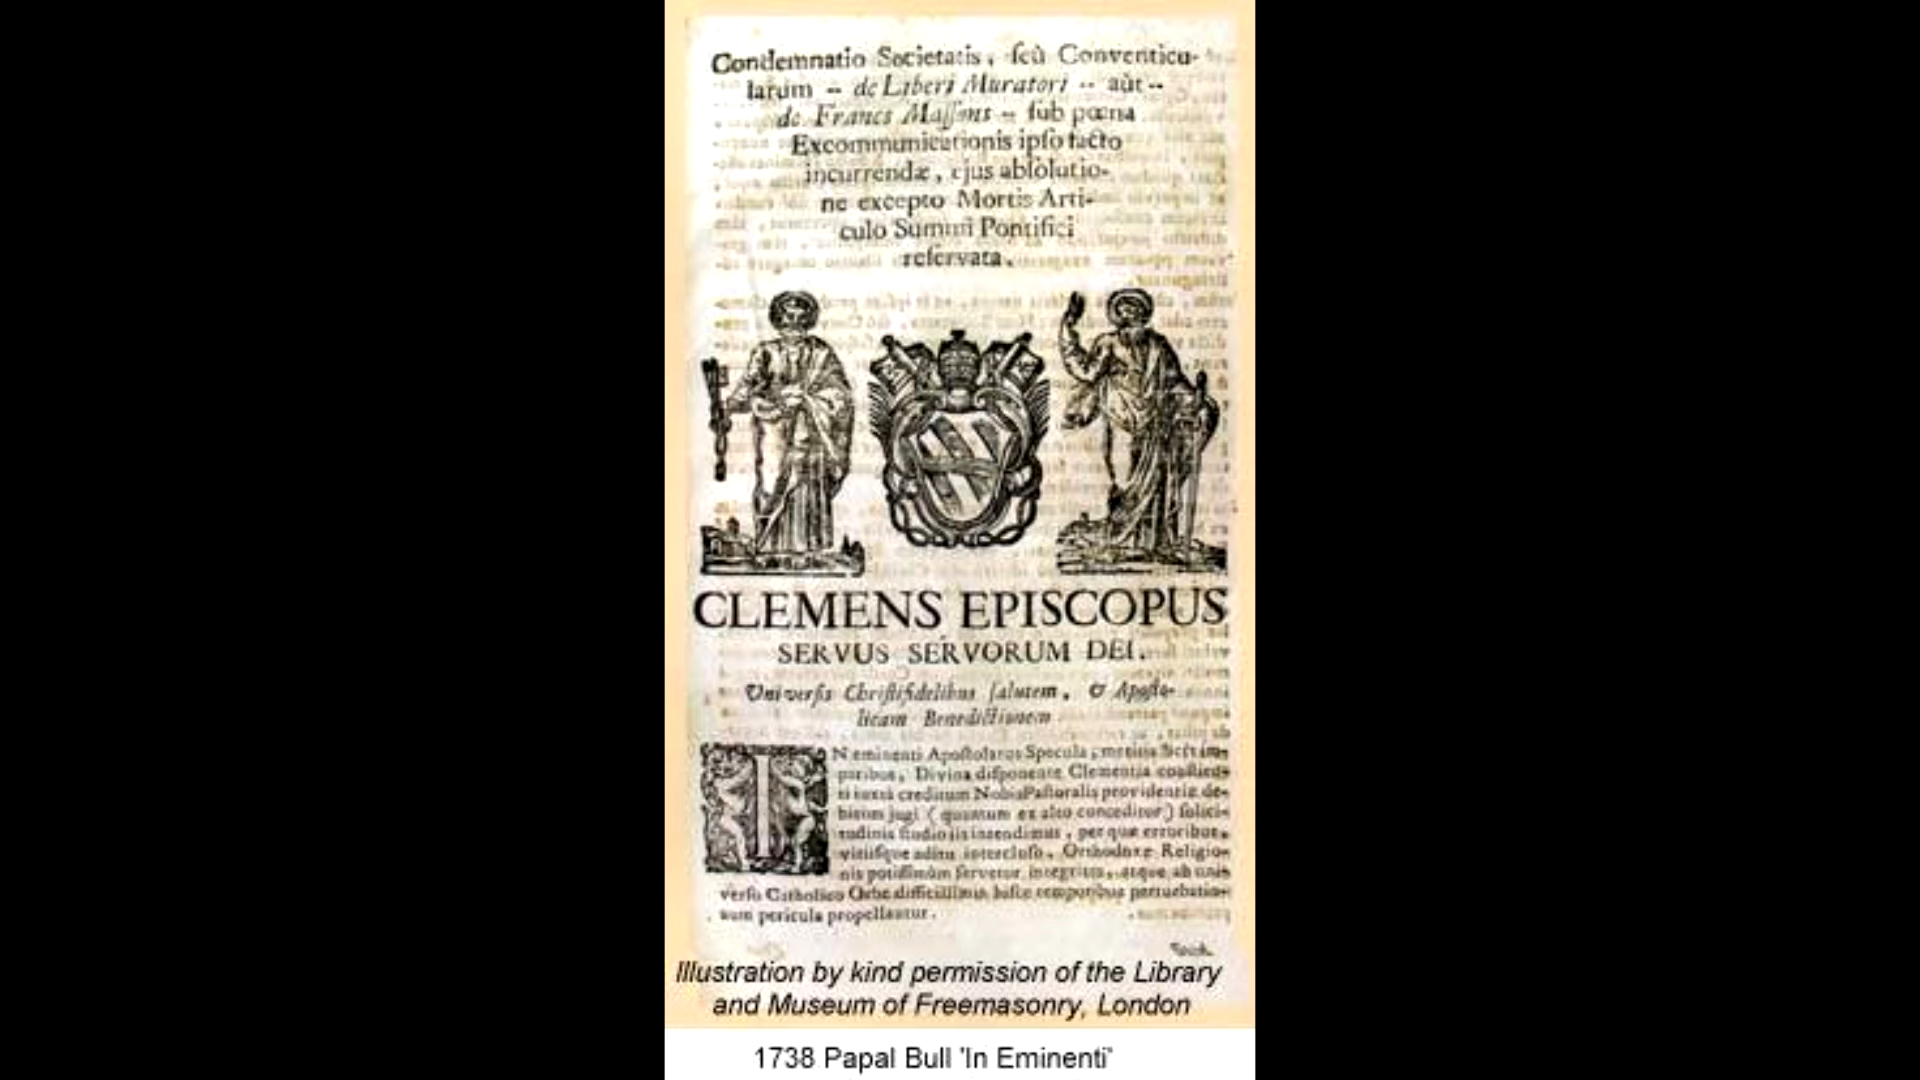 Condemnatio Societatis, ſeù Conventicu-
larum -- de Liberi Muratori -- aùt --
de Francs Maſſons -- ſub pœna
Excommunicationis ipſo facto
incurrendæ, ejus abſolutio-
ne excepto Mortis Arti-
culo Summi Pontifici
reſervata.
CLEMENS EPISCOPUS
SERVUS SERVORUM DEI.
Univerſis Chriſtifidelibus ſalutem, & Apoſto-
licam Benedictionem
IN eminenti Apoſtolatus Specula, meritis licèt im-
paribus, Divina diſponente Clementia conſtitu-
ti juxtà creditum Nobis Paſtoralis providentiæ de-
bitum jugi (quantum ex alto conceditur) ſolici-
tudinis ſtudio iis intendimus, per quæ erroribus,
vitiiſque aditu intercluſo, Orthodoxæ Religio-
nis potiſſimùm ſervetur integritas, atque ab uni-
verſo Catholico Orbe difficillimis hiſce temporibus perturbatio-
num pericula propellantur.
Illustration by kind permission of the Library
and Museum of Freemasonry, London
1738 Papal Bull 'In Eminenti'